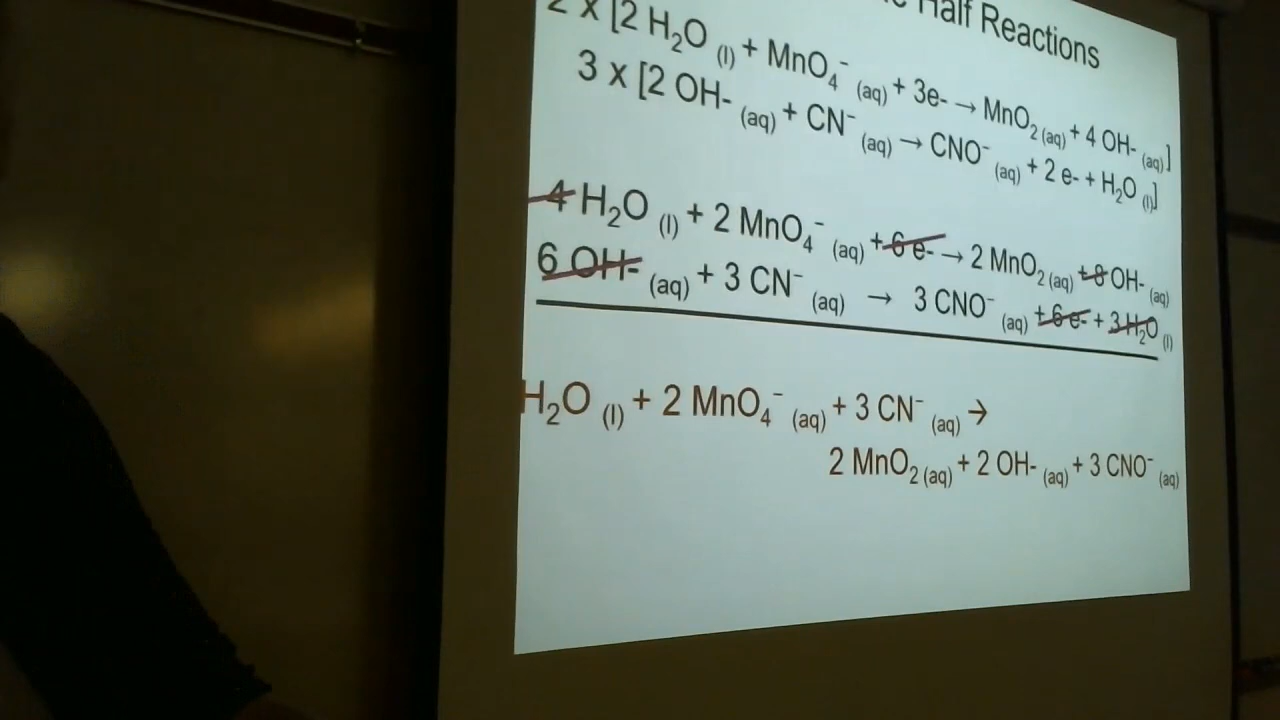 Half Reactions
2 x [2 H₂O (l) + MnO₄⁻ (aq) + 3e- → MnO₂ (aq) + 4 OH- (aq)]
3 x [2 OH- (aq) + CN⁻ (aq) → CNO⁻ (aq) + 2 e- + H₂O (l)]
4 H₂O (l) + 2 MnO₄⁻ (aq) + 6 e- → 2 MnO₂ (aq) + 8 OH- (aq)
6 OH- (aq) + 3 CN⁻ (aq) → 3 CNO⁻ (aq) + 6 e- + 3 H₂O (l)
H₂O (l) + 2 MnO₄⁻ (aq) + 3 CN⁻ (aq) →
2 MnO₂ (aq) + 2 OH- (aq) + 3 CNO⁻ (aq)